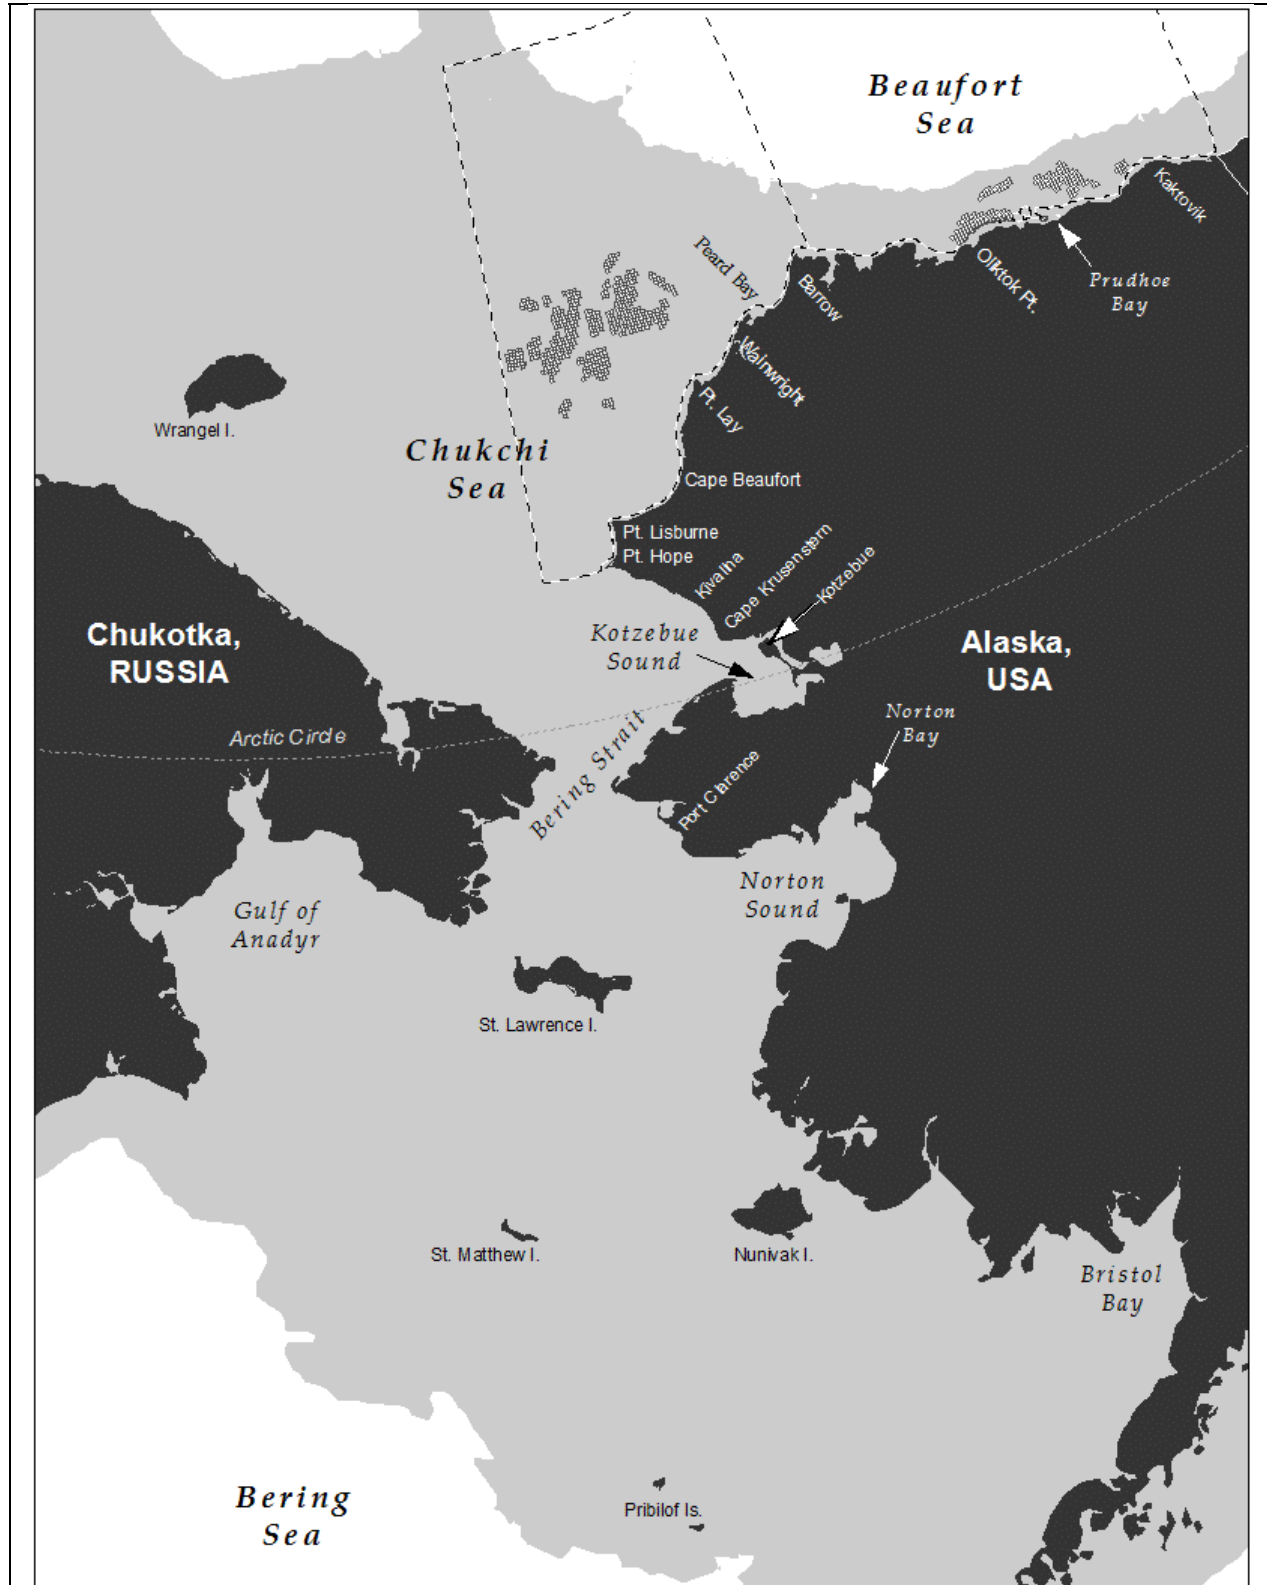 Beaufort
Sea
Kaktovik
Peard Bay
Barrow
Oliktok Pt.
Prudhoe
Bay
Wainwright
Wrangel I.
Pt. Lay
Chukchi
Sea
Cape Beaufort
Pt. Lisburne
Pt. Hope
Kivalina
Cape Krusenstern
Kotzebue
Chukotka,
RUSSIA
Kotzebue
Sound
Alaska,
USA
Norton
Bay
Arctic Circle
Bering Strait
Port Clarence
Gulf of
Anadyr
Norton
Sound
St. Lawrence I.
St. Matthew I.
Nunivak I.
Bristol
Bay
Bering
Sea
Pribilof Is.